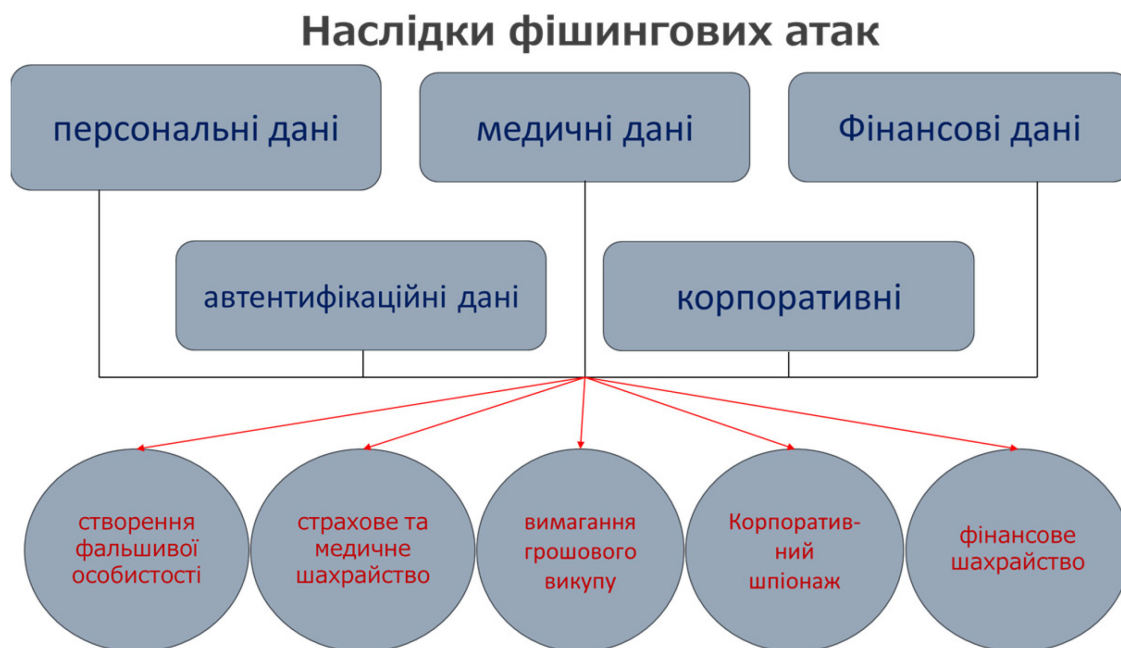 Наслідки фішингових атак
персональні дані
медичні дані
Фінансові дані
автентифікаційні дані
корпоративні
створення
фальшивої
особистості
страхове та
медичне
шахрайство
вимагання
грошового
викупу
Корпоратив-
ний
шпіонаж
фінансове
шахрайство